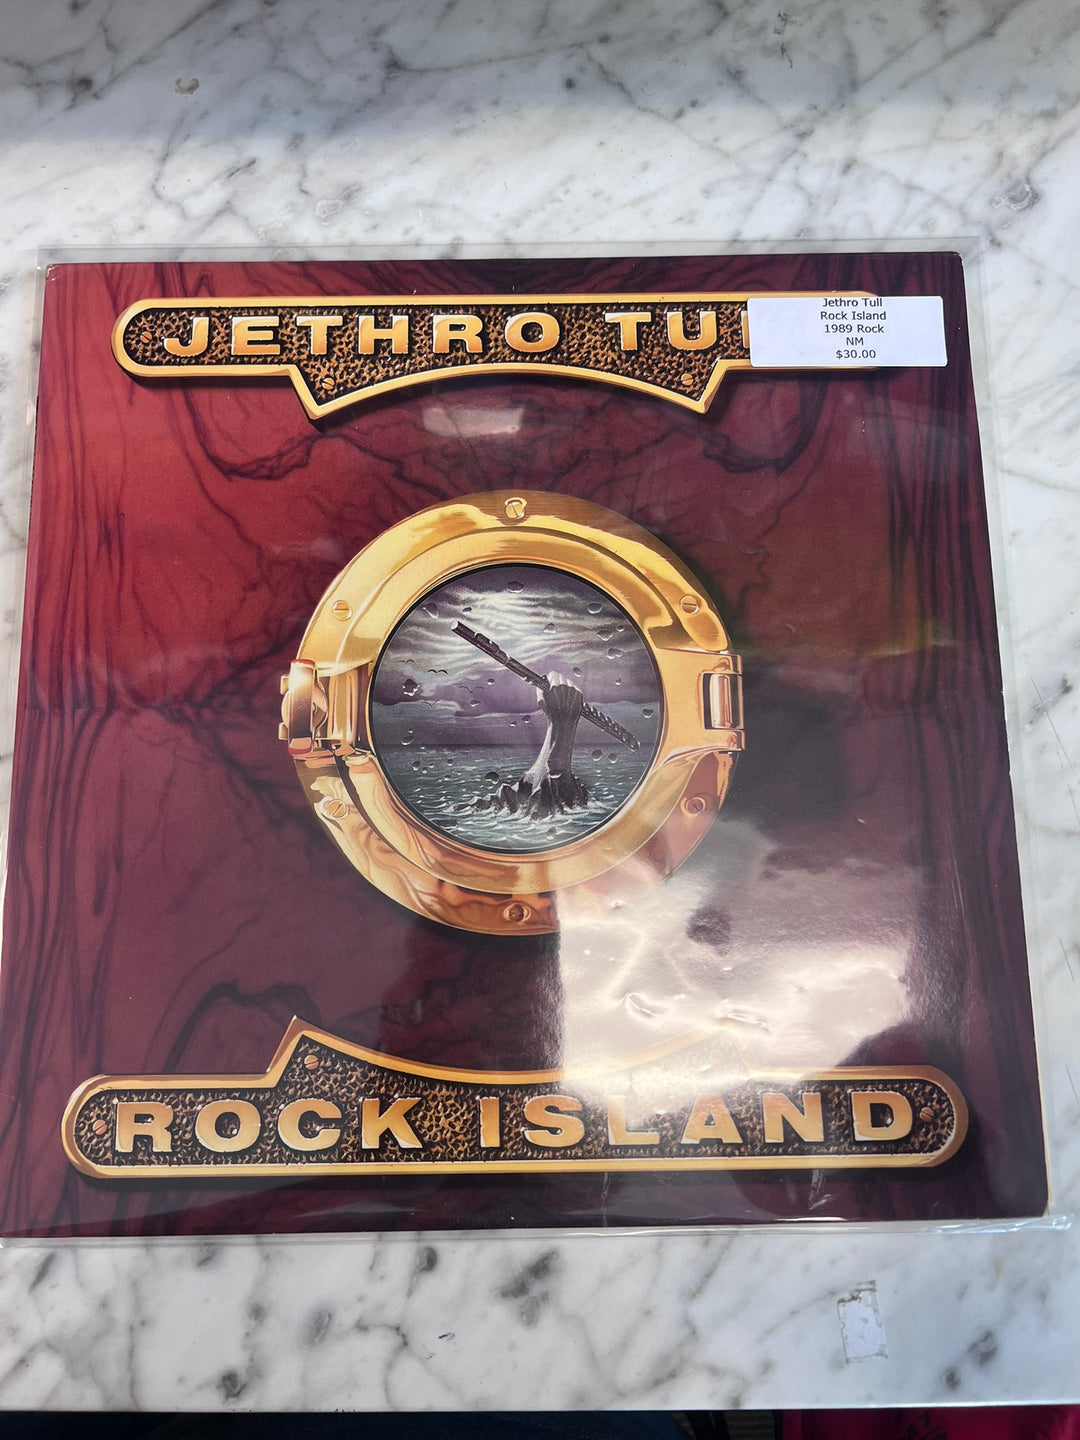 JETHRO TU
Jethro Tull
Rock Island
1989 Rock
NM
$30.00
ROCK ISLAND